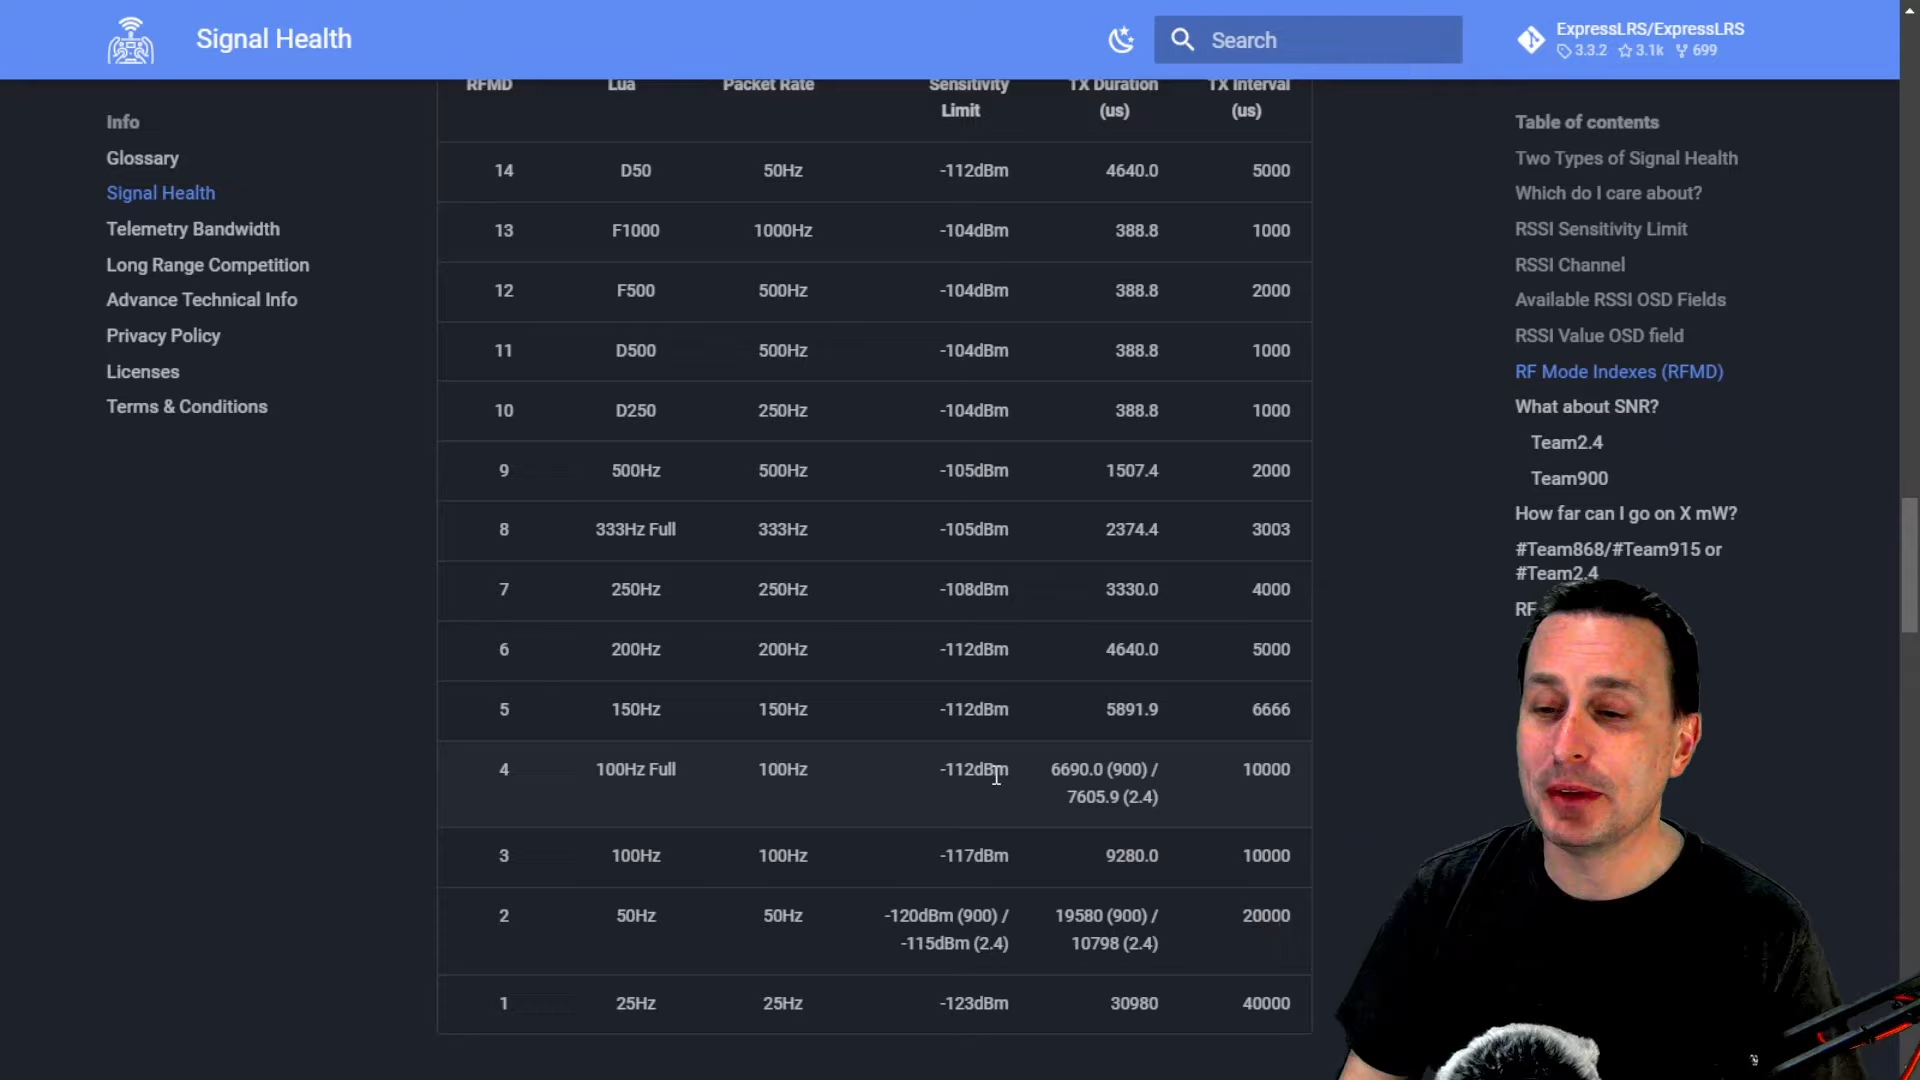 Signal Health
Search
ExpressLRS/ExpressLRS
3.3.2 3.1k 699
Info
Glossary
Signal Health
Telemetry Bandwidth
Long Range Competition
Advance Technical Info
Privacy Policy
Licenses
Terms & Conditions
RFMD Lua Packet Rate Sensitivity Limit TX Duration (us) TX Interval (us)
14 D50 50Hz -112dBm 4640.0 5000
13 F1000 1000Hz -104dBm 388.8 1000
12 F500 500Hz -104dBm 388.8 2000
11 D500 500Hz -104dBm 388.8 1000
10 D250 250Hz -104dBm 388.8 1000
9 500Hz 500Hz -105dBm 1507.4 2000
8 333Hz Full 333Hz -105dBm 2374.4 3003
7 250Hz 250Hz -108dBm 3330.0 4000
6 200Hz 200Hz -112dBm 4640.0 5000
5 150Hz 150Hz -112dBm 5891.9 6666
4 100Hz Full 100Hz -112dBm 6690.0 (900) / 10000
7605.9 (2.4)
3 100Hz 100Hz -117dBm 9280.0 10000
2 50Hz 50Hz -120dBm (900) / 19580 (900) / 20000
-115dBm (2.4) 10798 (2.4)
1 25Hz 25Hz -123dBm 30980 40000
Table of contents
Two Types of Signal Health
Which do I care about?
RSSI Sensitivity Limit
RSSI Channel
Available RSSI OSD Fields
RSSI Value OSD field
RF Mode Indexes (RFMD)
What about SNR?
Team2.4
Team900
How far can I go on X mW?
#Team868/#Team915 or
#Team2.4
RF